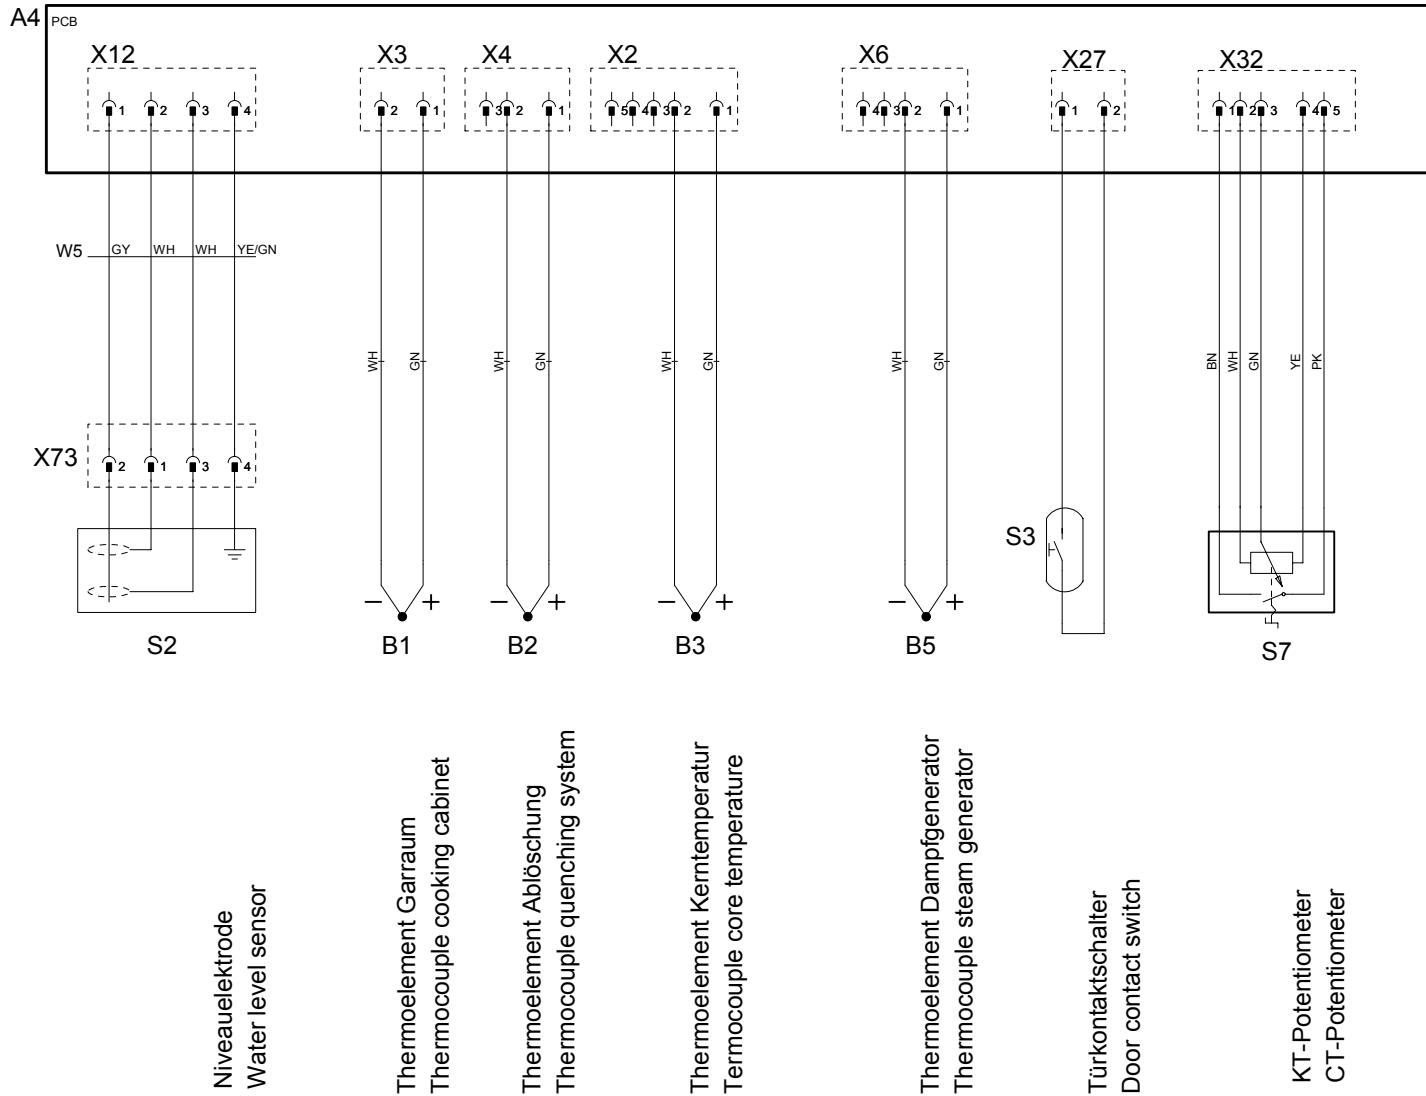 A4 PCB
X12 X3 X4 X2 X6 X27 X32
1 2 3 4 2 1 3 2 1 5 4 3 2 1 4 3 2 1 1 2 1 2 3 4 5
W5 GY WH WH YE/GN
WH GN WH GN WH GN WH GN BN WH GN YE PK
X73 2 1 3 4
S3
− + − + − + − +
S2 B1 B2 B3 B5 S7
Niveauelektrode
Water level sensor
Thermoelement Garraum
Thermocouple cooking cabinet
Thermoelement Ablöschung
Thermocouple quenching system
Thermoelement Kerntemperatur
Termocouple core temperature
Thermoelement Dampfgenerator
Thermocouple steam generator
Türkontaktschalter
Door contact switch
KT-Potentiometer
CT-Potentiometer